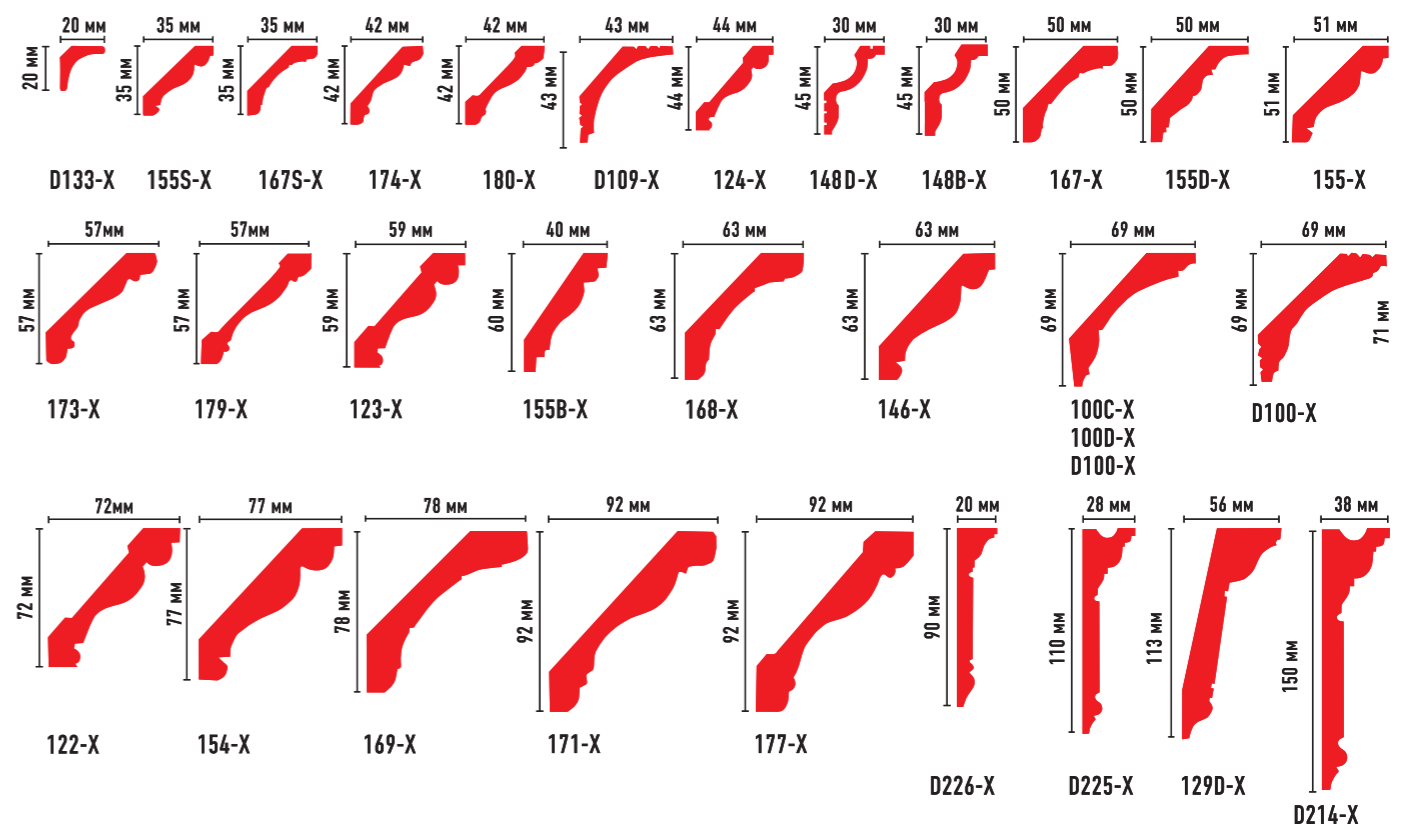 20 мм 35 мм 35 мм 42 мм 42 мм 43 мм 44 мм 30 мм 30 мм 50 мм 50 мм 51 мм
20 мм 35 мм 35 мм 42 мм 42 мм 43 мм 44 мм 45 мм 45 мм 50 мм 50 мм 51 мм
D133-X 155S-X 167S-X 174-X 180-X D109-X 124-X 148D-X 148B-X 167-X 155D-X 155-X
57мм 57мм 59 мм 40 мм 63 мм 63 мм 69 мм 69 мм
57 мм 57 мм 59 мм 60 мм 63 мм 63 мм 69 мм 69 мм 71 мм
173-X 179-X 123-X 155B-X 168-X 146-X 100C-X D100-X
100D-X
D100-X
72мм 77 мм 78 мм 92 мм 92 мм 20 мм 28 мм 56 мм 38 мм
72 мм 77 мм 78 мм 92 мм 92 мм 90 мм 110 мм 113 мм 150 мм
122-X 154-X 169-X 171-X 177-X
D226-X D225-X 129D-X
D214-X